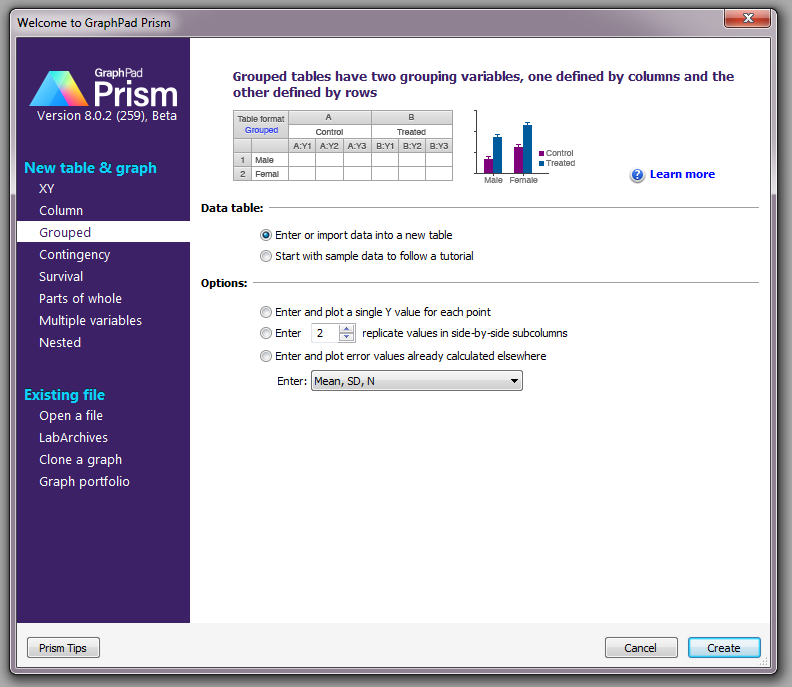 Welcome to GraphPad Prism
GraphPad
Prism
Version 8.0.2 (259), Beta
New table & graph
XY
Column
Grouped
Contingency
Survival
Parts of whole
Multiple variables
Nested
Existing file
Open a file
LabArchives
Clone a graph
Graph portfolio
Grouped tables have two grouping variables, one defined by columns and the
other defined by rows
Table format
Grouped
A
B
Control
Treated
A:Y1 A:Y2 A:Y3 B:Y1 B:Y2 B:Y3
1 Male
2 Femal
Control
Treated
Male Female
? Learn more
Data table:
Enter or import data into a new table
Start with sample data to follow a tutorial
Options:
Enter and plot a single Y value for each point
Enter 2 replicate values in side-by-side subcolumns
Enter and plot error values already calculated elsewhere
Enter: Mean, SD, N
Prism Tips
Cancel
Create